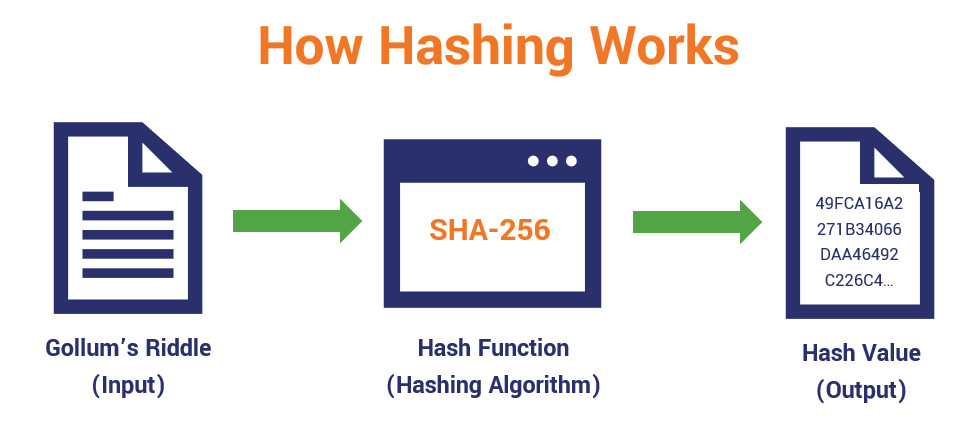 How Hashing Works
SHA-256
49FCA16A2
271B34066
DAA46492
C226C4...
Gollum’s Riddle
(Input)
Hash Function
(Hashing Algorithm)
Hash Value
(Output)